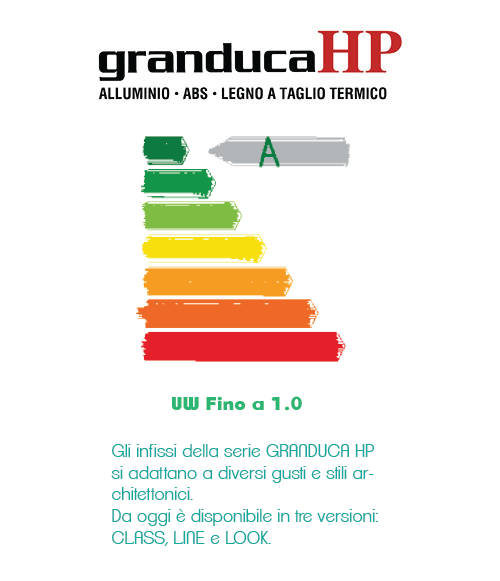 granducaHP
ALLUMINIO • ABS • LEGNO A TAGLIO TERMICO
A
UW Fino a 1.0
Gli infissi della serie GRANDUCA HP
si adattano a diversi gusti e stili ar-
chitettonici.
Da oggi è disponibile in tre versioni:
CLASS, LINE e LOOK.